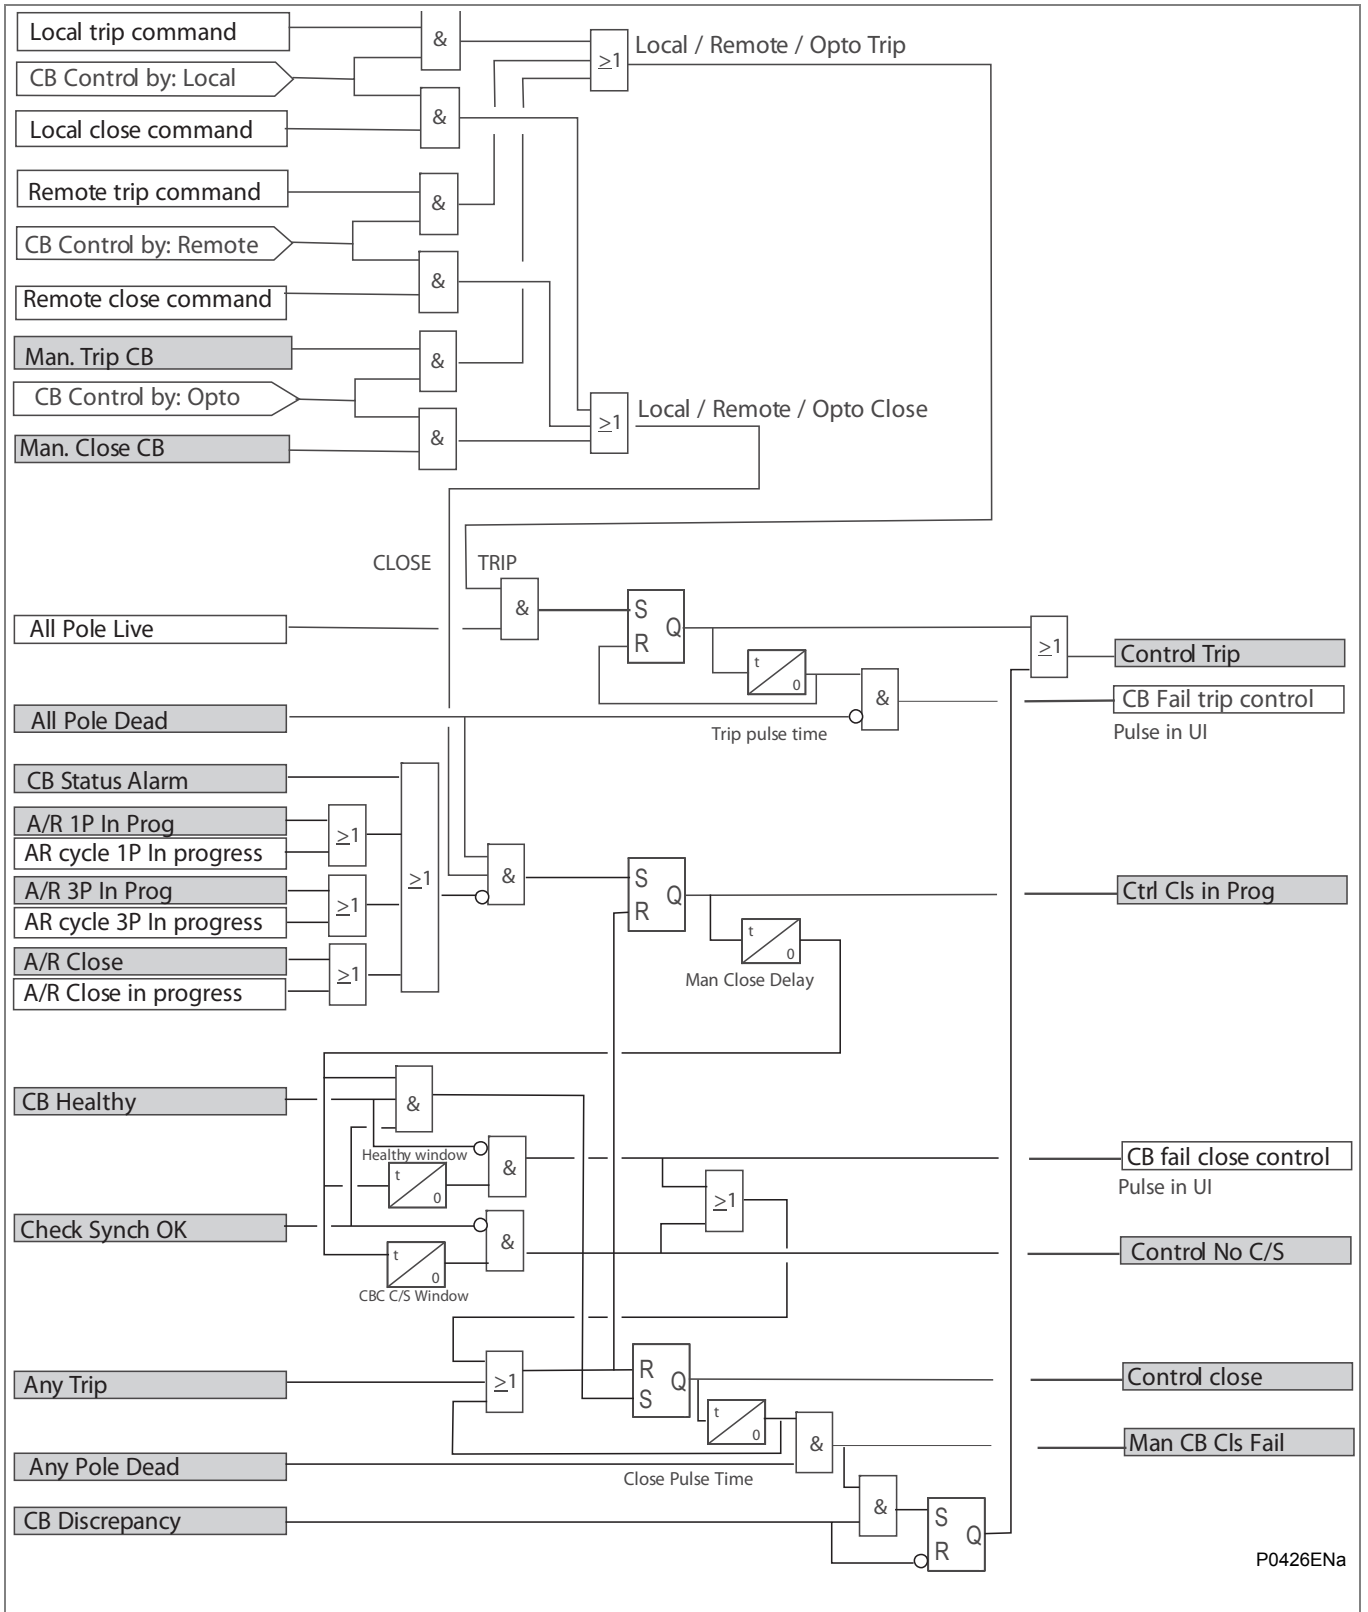 Local trip command
&
≥1
Local / Remote / Opto Trip
CB Control by: Local
&
Local close command
Remote trip command
&
CB Control by: Remote
&
Remote close command
Man. Trip CB
&
CB Control by: Opto
Local / Remote / Opto Close
≥1
Man. Close CB
&
CLOSE
TRIP
&
S
R
Q
All Pole Live
≥1
Control Trip
t
0
&
CB Fail trip control
Pulse in UI
All Pole Dead
Trip pulse time
CB Status Alarm
A/R 1P In Prog
≥1
AR cycle 1P In progress
≥1
&
S
R
Q
Ctrl Cls in Prog
A/R 3P In Prog
≥1
AR cycle 3P In progress
t
0
Man Close Delay
A/R Close
≥1
A/R Close in progress
CB Healthy
&
Healthy window
t
0
&
CB fail close control
Pulse in UI
≥1
Check Synch OK
&
t
0
CBC C/S Window
Control No C/S
Any Trip
≥1
R
S
Q
Control close
t
0
&
Man CB Cls Fail
Any Pole Dead
Close Pulse Time
&
CB Discrepancy
S
R
Q
P0426ENa